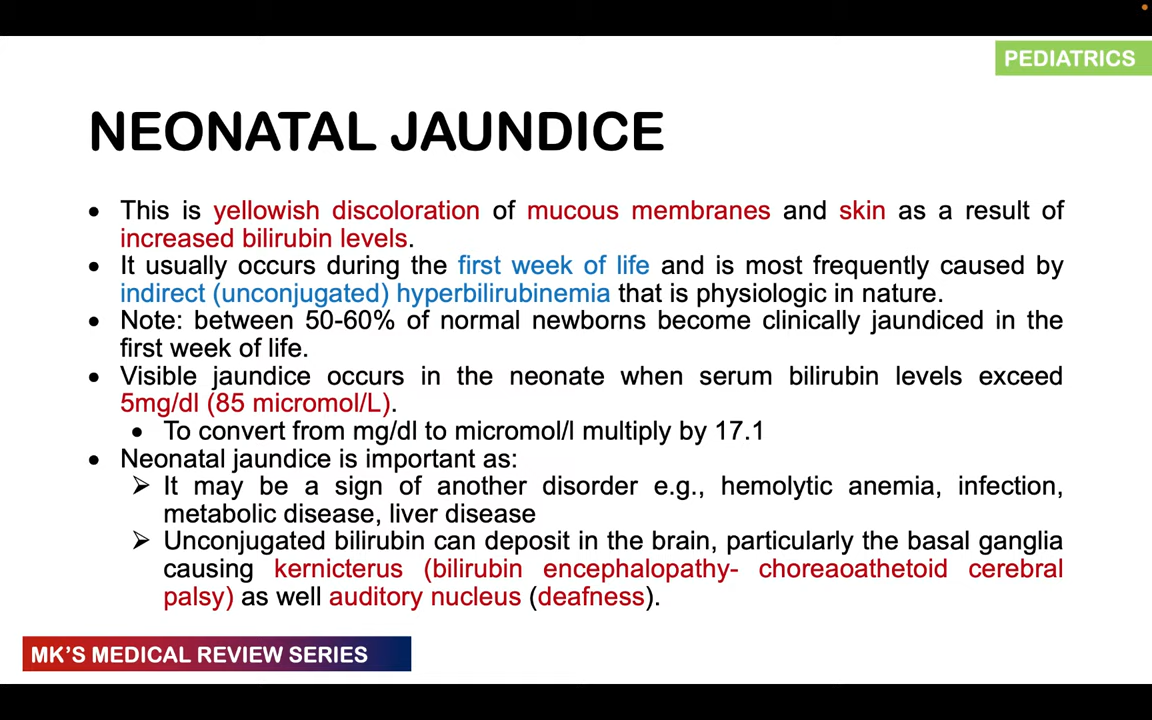 PEDIATRICS
NEONATAL JAUNDICE
• This is yellowish discoloration of mucous membranes and skin as a result of
increased bilirubin levels.
• It usually occurs during the first week of life and is most frequently caused by
indirect (unconjugated) hyperbilirubinemia that is physiologic in nature.
• Note: between 50-60% of normal newborns become clinically jaundiced in the
first week of life.
• Visible jaundice occurs in the neonate when serum bilirubin levels exceed
5mg/dl (85 micromol/L).
• To convert from mg/dl to micromol/l multiply by 17.1
• Neonatal jaundice is important as:
➢ It may be a sign of another disorder e.g., hemolytic anemia, infection,
metabolic disease, liver disease
➢ Unconjugated bilirubin can deposit in the brain, particularly the basal ganglia
causing kernicterus (bilirubin encephalopathy- choreaoathetoid cerebral
palsy) as well auditory nucleus (deafness).
MK'S MEDICAL REVIEW SERIES